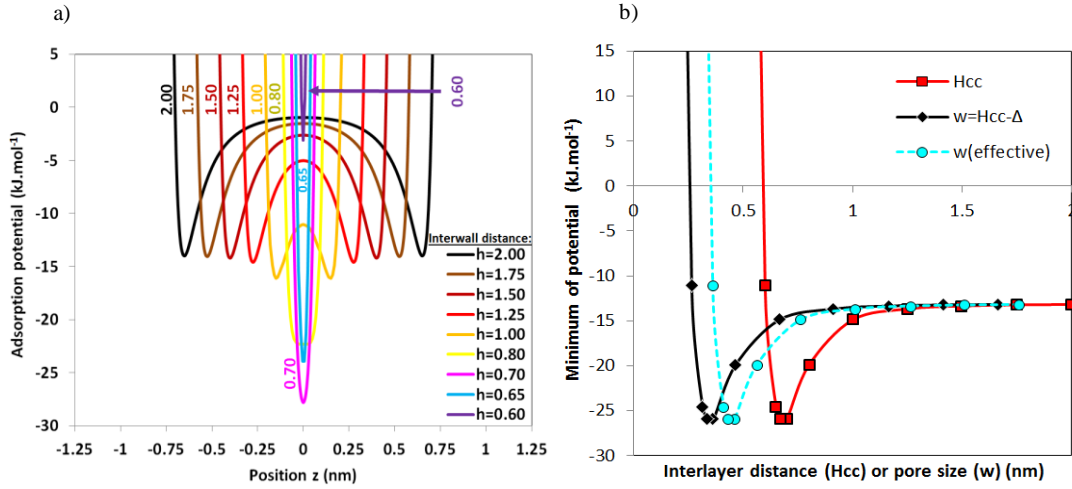 a)
5
0
-5
-10
-15
-20
-25
-30
-1.25
-1
-0.75
-0.5
-0.25
0
0.25
0.5
0.75
1
1.25
Adsorption potential (kJ.mol-1)
Position z (nm)
2.00
1.75
1.50
1.25
1.00
0.80
0.60
0.65
0.70
Interwall distance:
h=2.00
h=1.75
h=1.50
h=1.25
h=1.00
h=0.80
h=0.70
h=0.65
h=0.60
b)
15
10
5
0
-5
-10
-15
-20
-25
-30
0
0.5
1
1.5
2
Minimum of potential (kJ.mol-1)
Interlayer distance (Hcc) or pore size (w) (nm)
Hcc
w=Hcc-Δ
w(effective)